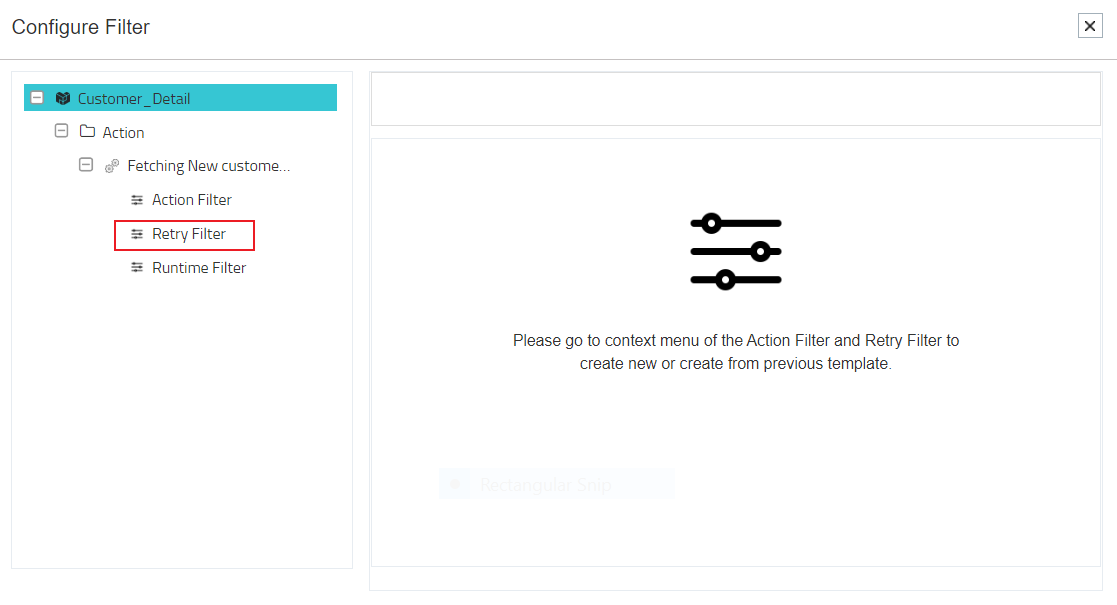 Configure Filter
Customer_Detail
Action
Fetching New custome...
Action Filter
Retry Filter
Runtime Filter
Please go to context menu of the Action Filter and Retry Filter to
create new or create from previous template.
Rectangular Snip